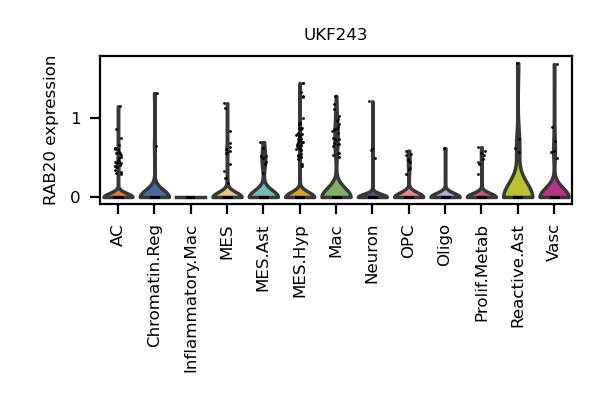 UKF243
RAB20 expression
1
0
AC
Chromatin.Reg
Inflammatory.Mac
MES
MES.Ast
MES.Hyp
Mac
Neuron
OPC
Oligo
Prolif.Metab
Reactive.Ast
Vasc